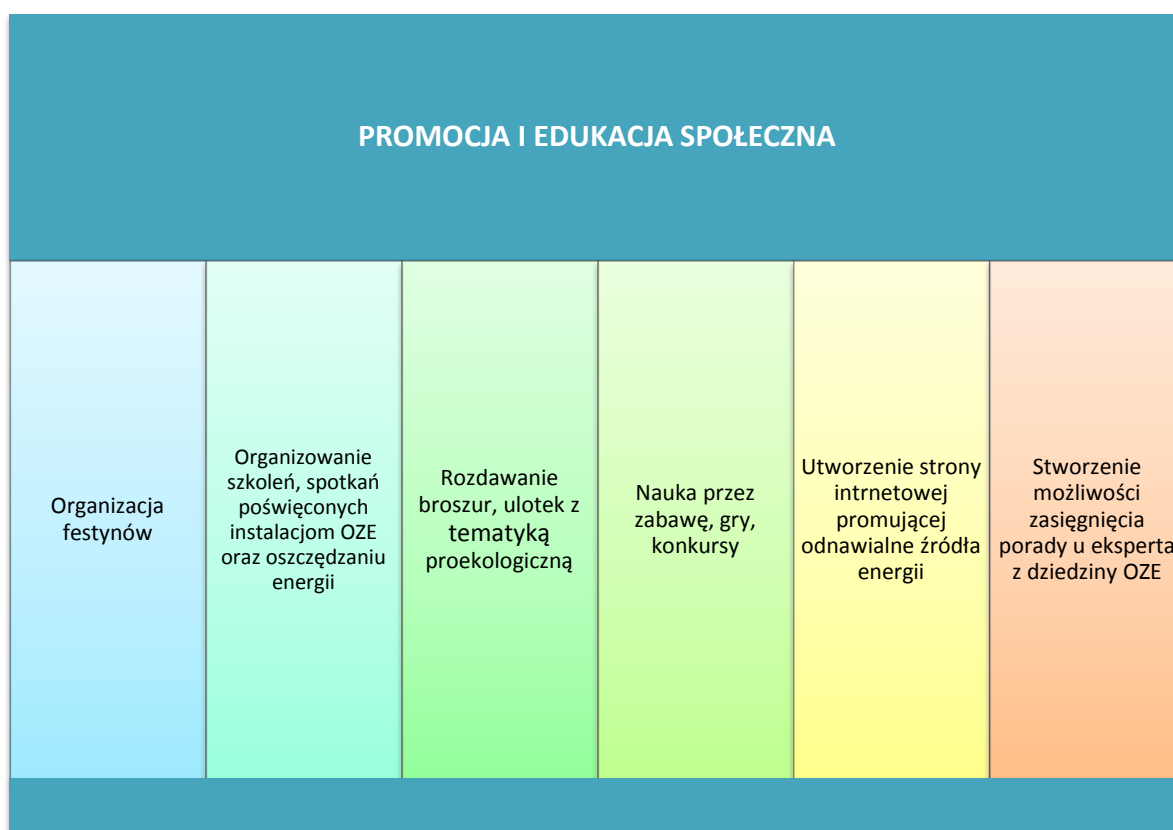 PROMOCJA I EDUKACJA SPOŁECZNA
Organizacja
festynów
Organizowanie
szkoleń, spotkań
poświęconych
instalacjom OZE
oraz oszczędzaniu
energii
Rozdawanie
broszur, ulotek z
tematyką
proekologiczną
Nauka przez
zabawę, gry,
konkursy
Utworzenie strony
intrnetowej
promującej
odnawialne źródła
energii
Stworzenie
możliwości
zasięgnięcia
porady u eksperta
z dziedziny OZE